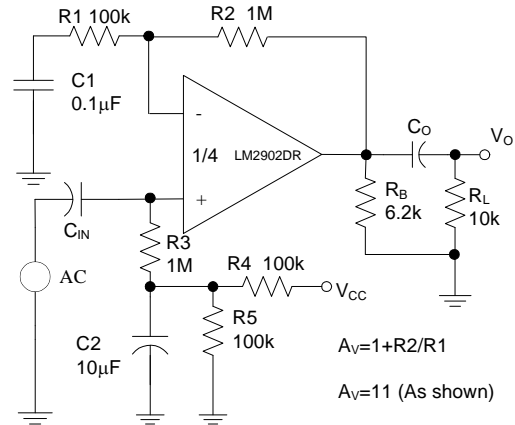 R1 100k
R2 1M
C1
0.1µF
-
1/4
LM2902DR
+
CO
VO
RB
6.2k
RL
10k
CIN
R3
1M
AC
R4 100k
VCC
C2
10µF
R5
100k
AV=1+R2/R1
AV=11 (As shown)